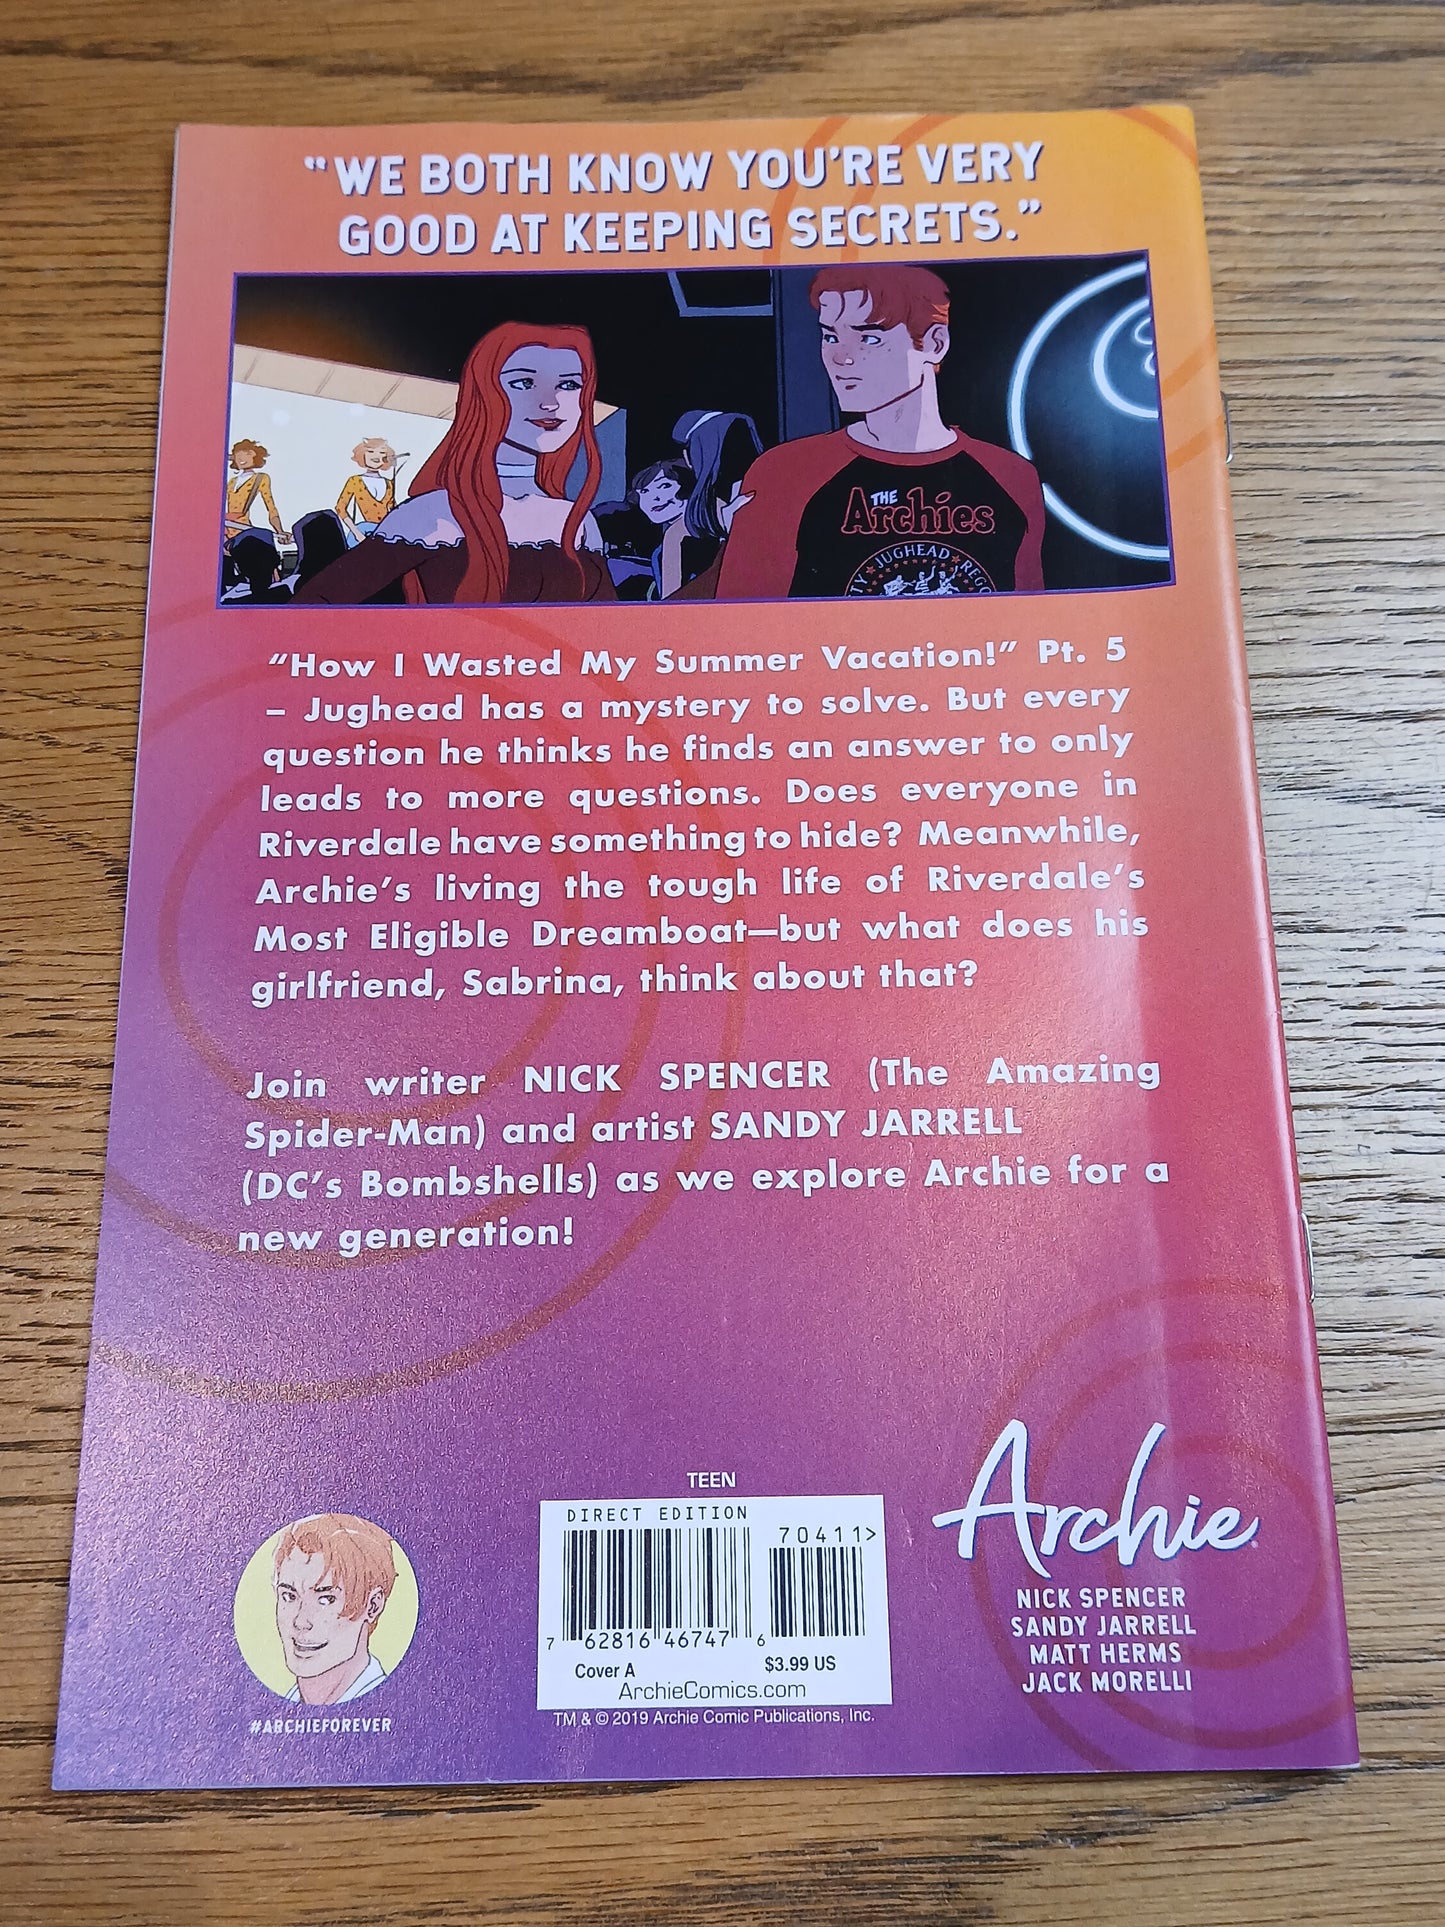 “WE BOTH KNOW YOU’RE VERY
GOOD AT KEEPING SECRETS.”
THE
Archies
JUGHEAD
“How I Wasted My Summer Vacation!” Pt. 5
– Jughead has a mystery to solve. But every
question he thinks he finds an answer to only
leads to more questions. Does everyone in
Riverdale have something to hide? Meanwhile,
Archie’s living the tough life of Riverdale’s
Most Eligible Dreamboat—but what does his
girlfriend, Sabrina, think about that?
Join writer NICK SPENCER (The Amazing
Spider-Man) and artist SANDY JARRELL
(DC’s Bombshells) as we explore Archie for a
new generation!
TEEN
DIRECT EDITION
70411>
7 62816 46747 6
Cover A $3.99 US
ArchieComics.com
TM & © 2019 Archie Comic Publications, Inc.
#ARCHIEFOREVER
Archie
NICK SPENCER
SANDY JARRELL
MATT HERMS
JACK MORELLI